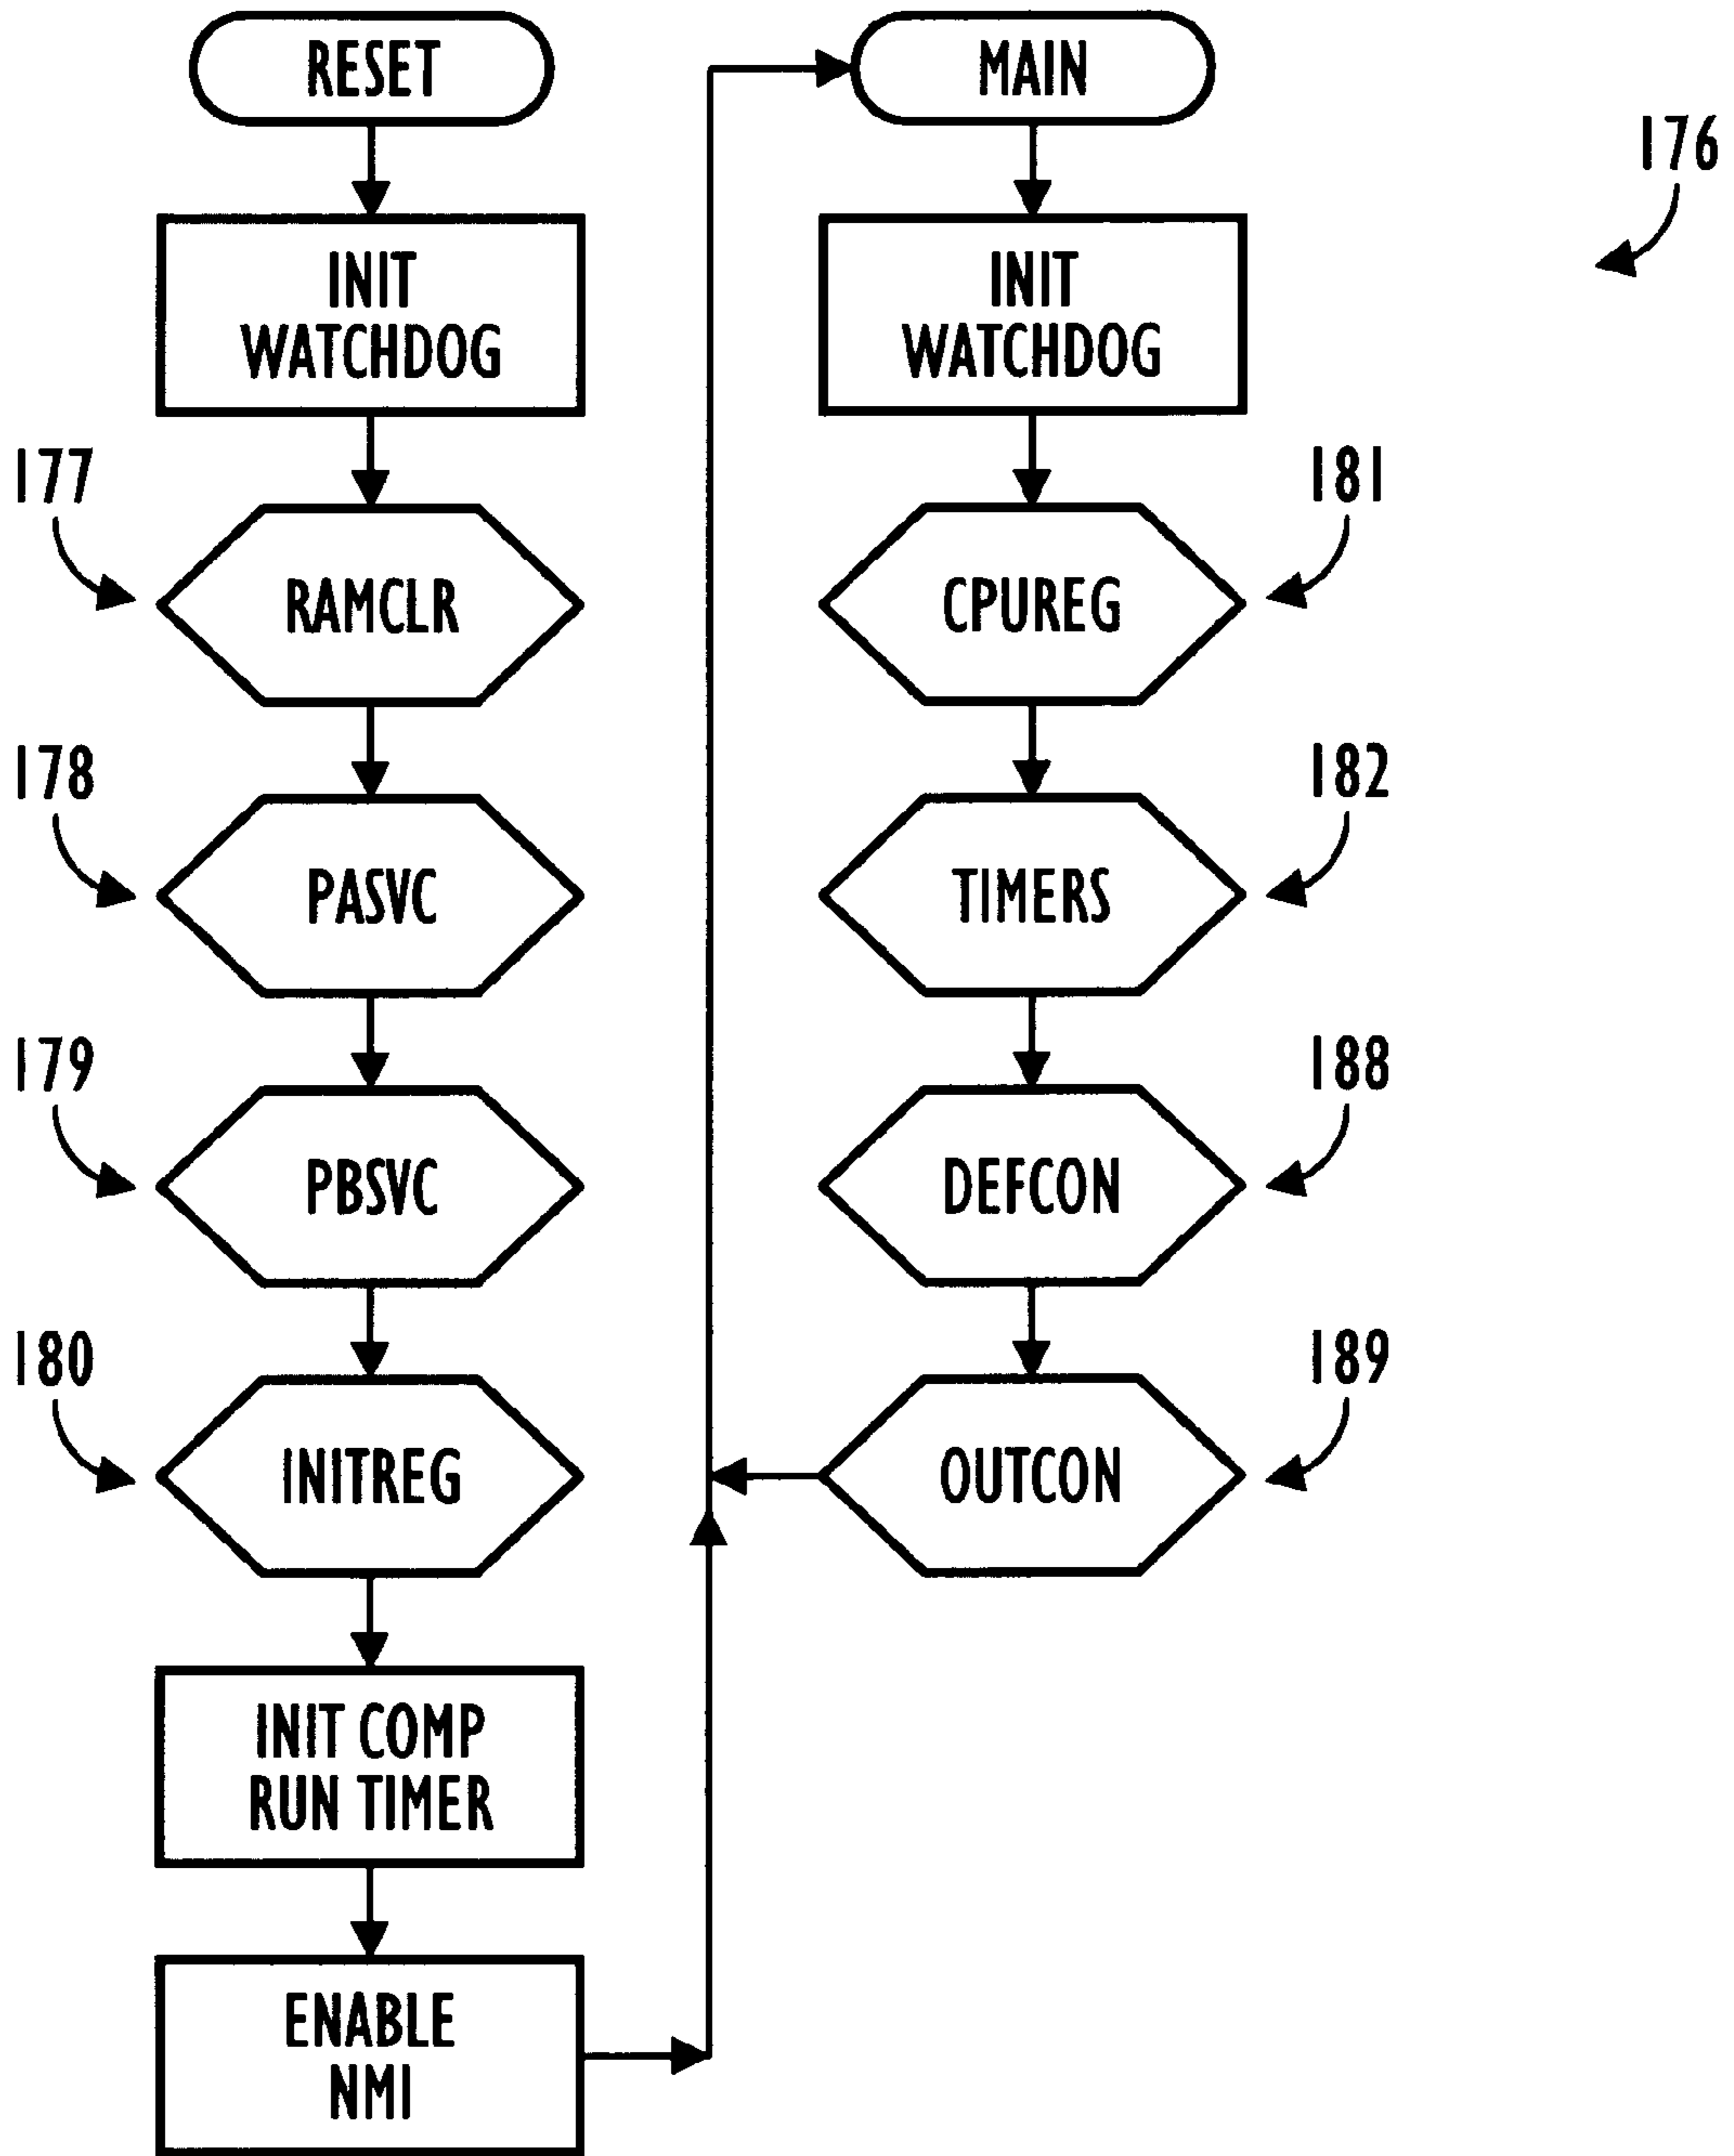 RESET
INIT
WATCHDOG
177
RAMCLR
178
PASVC
179
PBSVC
180
INITREG
INIT COMP
RUN TIMER
ENABLE
NMI
MAIN
176
INIT
WATCHDOG
CPUREG
181
TIMERS
182
DEFCON
188
OUTCON
189